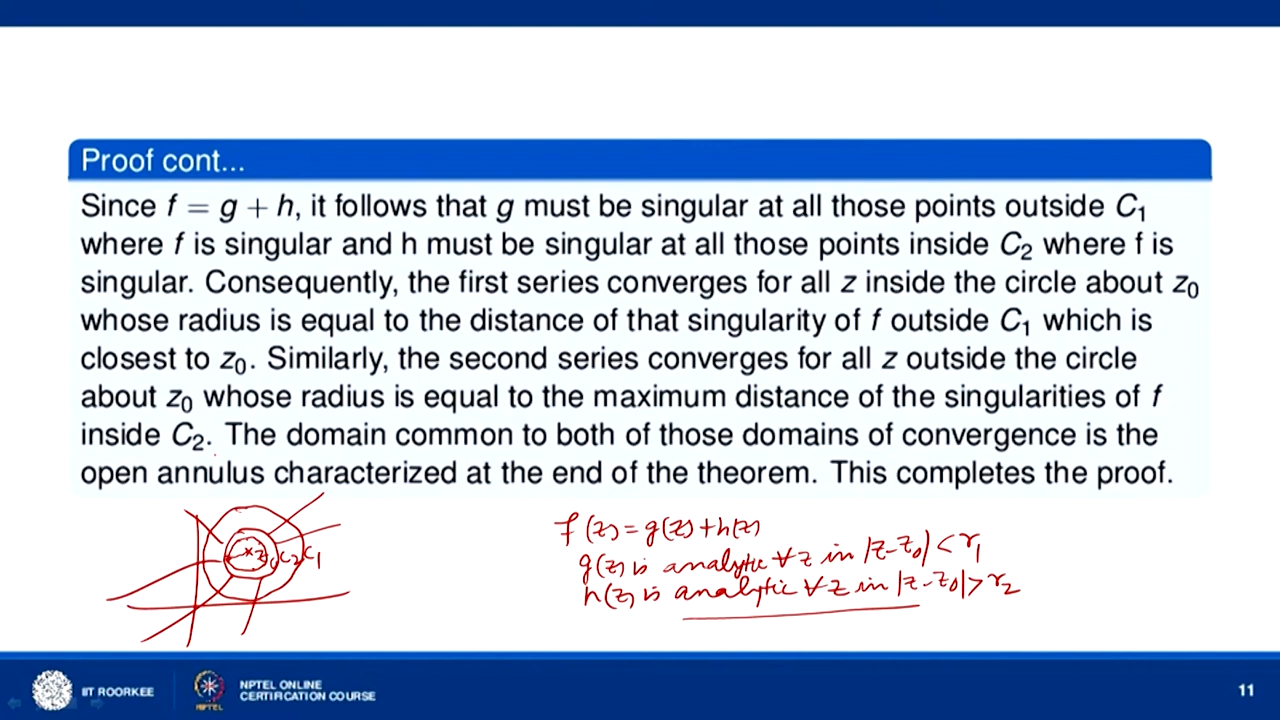 Proof cont...
Since f = g + h, it follows that g must be singular at all those points outside C₁
where f is singular and h must be singular at all those points inside C₂ where f is
singular. Consequently, the first series converges for all z inside the circle about z₀
whose radius is equal to the distance of that singularity of f outside C₁ which is
closest to z₀. Similarly, the second series converges for all z outside the circle
about z₀ whose radius is equal to the maximum distance of the singularities of f
inside C₂. The domain common to both of those domains of convergence is the
open annulus characterized at the end of the theorem. This completes the proof.
z₀ C₂ C₁
f(z) = g(z) + h(z)
g(z) is analytic ∀ z in |z - z₀| < r₁
h(z) is analytic ∀ z in |z - z₀| > r₂
IIT ROORKEE
NPTEL
NPTEL ONLINE
CERTIFICATION COURSE
11